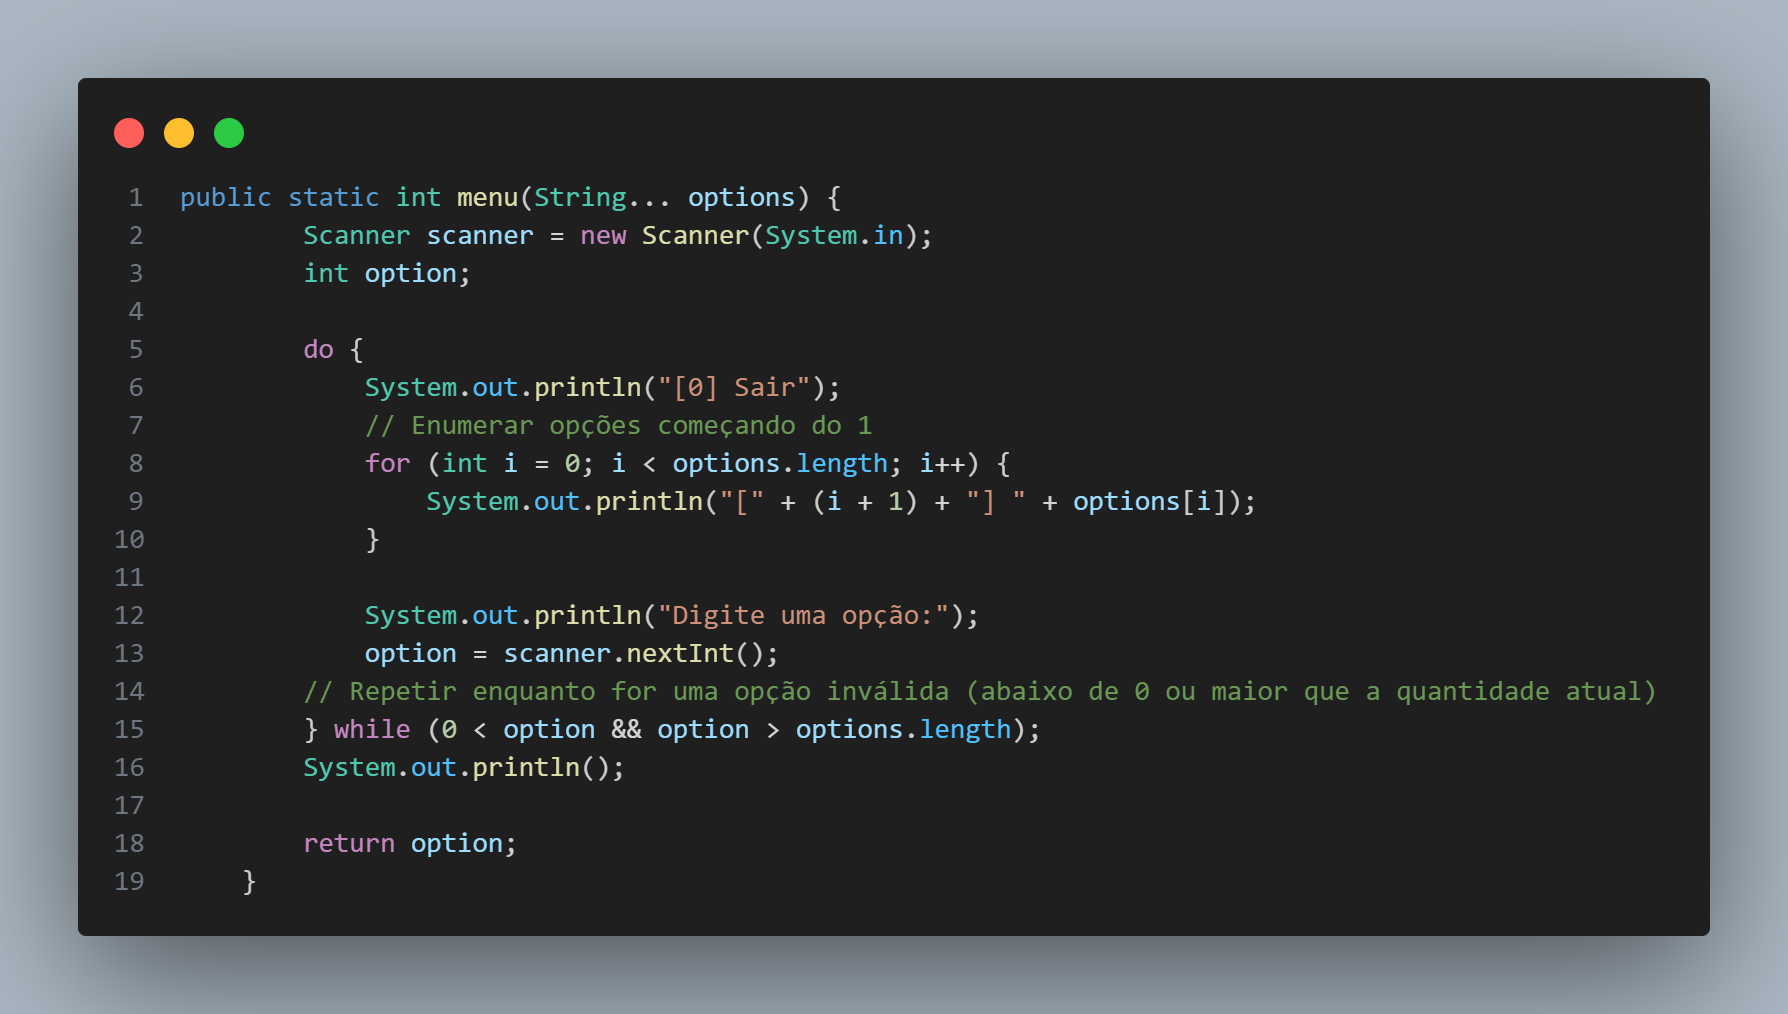 1 public static int menu(String... options) {
2         Scanner scanner = new Scanner(System.in);
3         int option;
4
5         do {
6             System.out.println("[0] Sair");
7             // Enumerar opções começando do 1
8             for (int i = 0; i < options.length; i++) {
9                 System.out.println("[" + (i + 1) + "] " + options[i]);
10             }
11
12             System.out.println("Digite uma opção:");
13             option = scanner.nextInt();
14         // Repetir enquanto for uma opção inválida (abaixo de 0 ou maior que a quantidade atual)
15         } while (0 < option && option > options.length);
16         System.out.println();
17
18         return option;
19     }